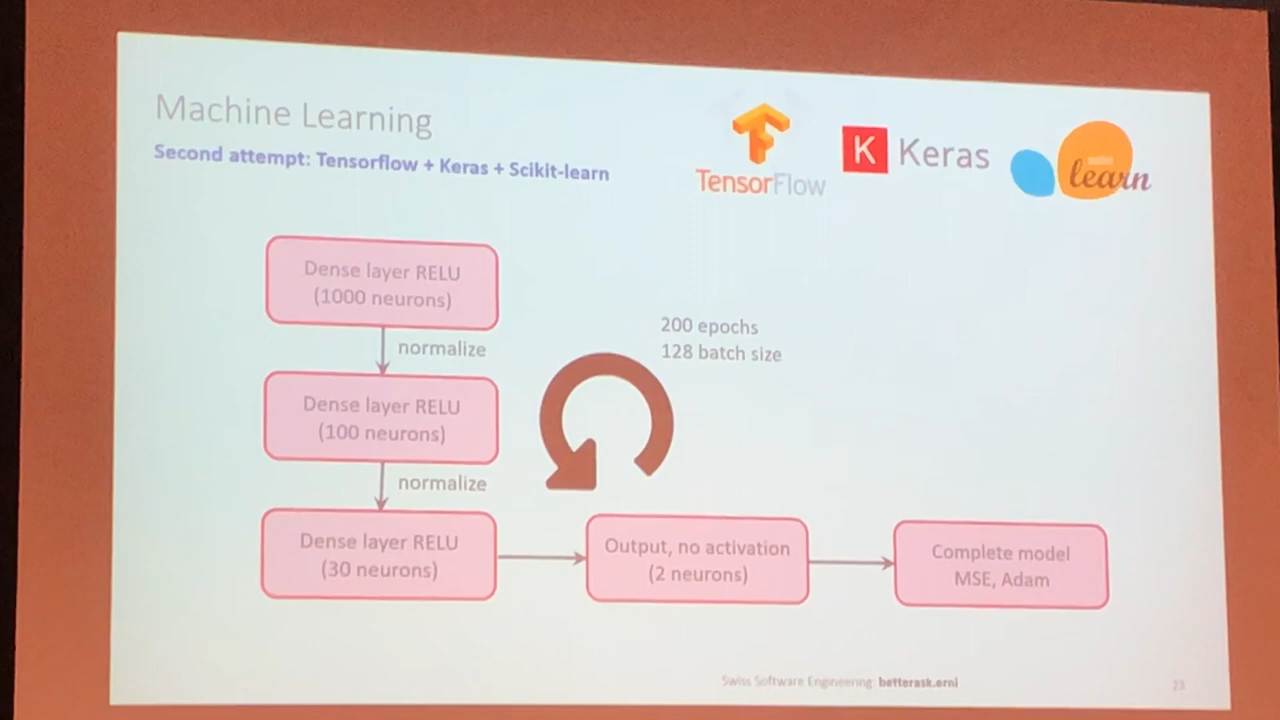 Machine Learning
Second attempt: Tensorflow + Keras + Scikit-learn
TensorFlow
K Keras
learn
Dense layer RELU
(1000 neurons)
normalize
200 epochs
128 batch size
Dense layer RELU
(100 neurons)
normalize
Dense layer RELU
(30 neurons)
Output, no activation
(2 neurons)
Complete model
MSE, Adam
Swiss Software Engineering: betterask.erni
23